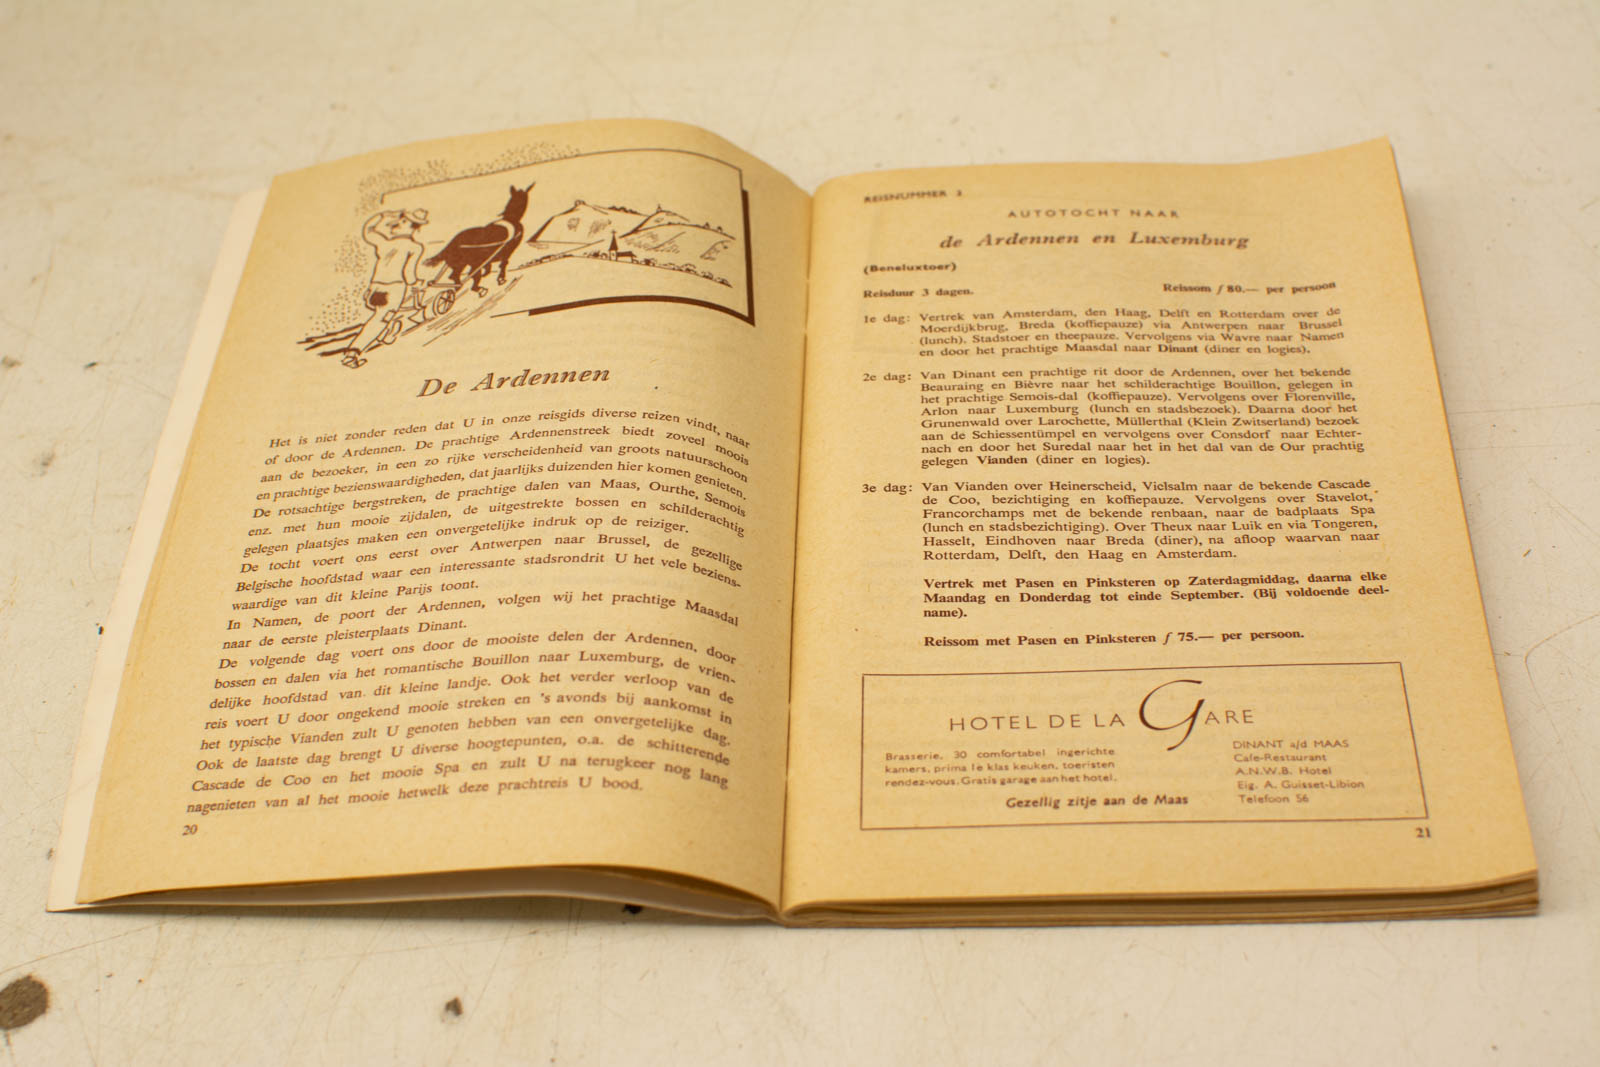 De Ardennen
Het is niet zonder reden dat U in onze reisgids diverse reizen vindt, naar
of door de Ardennen. De prachtige Ardennenstreek biedt zoveel moois
aan de bezoeker, in een zo rijke verscheidenheid van groots natuurschoon
en prachtige bezienswaardigheden, dat jaarlijks duizenden hier komen genieten.
De rotsachtige bergstreken, de prachtige dalen van Maas, Ourthe, Semois
enz. met hun mooie zijdalen, de uitgestrekte bossen en schilderachtig
gelegen plaatsjes maken een onvergetelijke indruk op de reiziger.
De tocht voert ons eerst over Antwerpen naar Brussel, de gezellige
Belgische hoofdstad waar een interessante stadsrondrit U het vele beziens-
waardige van dit kleine Parijs toont.
In Namen, de poort der Ardennen, volgen wij het prachtige Maasdal
naar de eerste pleisterplaats Dinant.
De volgende dag voert ons door de mooiste delen der Ardennen, door
bossen en dalen via het romantische Bouillon naar Luxemburg, de vrien-
delijke hoofdstad van dit kleine landje. Ook het verder verloop van de
reis voert U door ongekend mooie streken en 's avonds bij aankomst in
het typische Vianden zult U genoten hebben van een onvergetelijke dag.
Ook de laatste dag brengt U diverse hoogtepunten, o.a. de schitterende
Cascade de Coo en het mooie Spa en zult U na terugkeer nog lang
nagenieten van al het mooie hetwelk deze prachtreis U bood.
20
REISNUMMER 2
AUTOTOCHT NAAR
de Ardennen en Luxemburg
(Beneluxtoer)
Reisduur 3 dagen. Reissom f 80.— per persoon
1e dag: Vertrek van Amsterdam, den Haag, Delft en Rotterdam over de
Moerdijkbrug, Breda (koffiepauze) via Antwerpen naar Brussel
(lunch). Stadstoer en theepauze. Vervolgens via Wavre naar Namen
en door het prachtige Maasdal naar Dinant (diner en logies).
2e dag: Van Dinant een prachtige rit door de Ardennen, over het bekende
Beauraing en Bièvre naar het schilderachtige Bouillon, gelegen in
het prachtige Semois-dal (koffiepauze). Vervolgens over Florenville,
Arlon naar Luxemburg (lunch en stadsbezoek). Daarna door het
Grunenwald over Larochette, Müllerthal (Klein Zwitserland) bezoek
aan de Schiessentümpel en vervolgens over Consdorf naar Echter-
nach en door het Suredal naar het in het dal van de Our prachtig
gelegen Vianden (diner en logies).
3e dag: Van Vianden over Heinerscheid, Vielsalm naar de bekende Cascade
de Coo, bezichtiging en koffiepauze. Vervolgens over Stavelot,
Francorchamps met de bekende renbaan, naar de badplaats Spa
(lunch en stadsbezichtiging). Over Theux naar Luik en via Tongeren,
Hasselt, Eindhoven naar Breda (diner), na afloop waarvan naar
Rotterdam, Delft, den Haag en Amsterdam.
Vertrek met Pasen en Pinksteren op Zaterdagmiddag, daarna elke
Maandag en Donderdag tot einde September. (Bij voldoende deel-
name).
Reissom met Pasen en Pinksteren f 75.— per persoon.
HOTEL DE LA GARE
Brasserie, 30 comfortabel ingerichte
kamers, prima 1e klas keuken, toeristen
rendez-vous. Gratis garage aan het hotel.
Gezellig zitje aan de Maas
DINANT a/d MAAS
Cafe-Restaurant
A.N.W.B. Hotel
Eig. A. Guisset-Libion
Telefoon 56
21